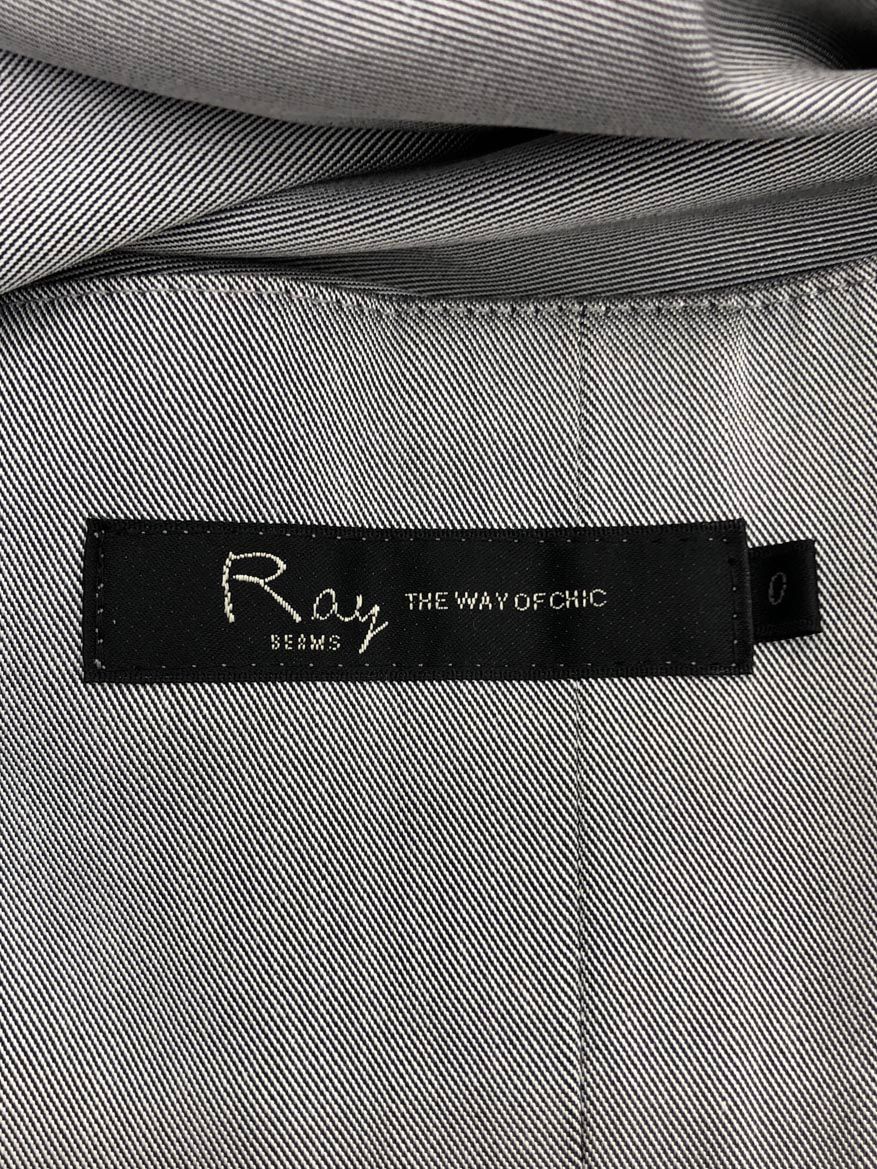 Ray THE WAY OF CHIC
BEAMS
0